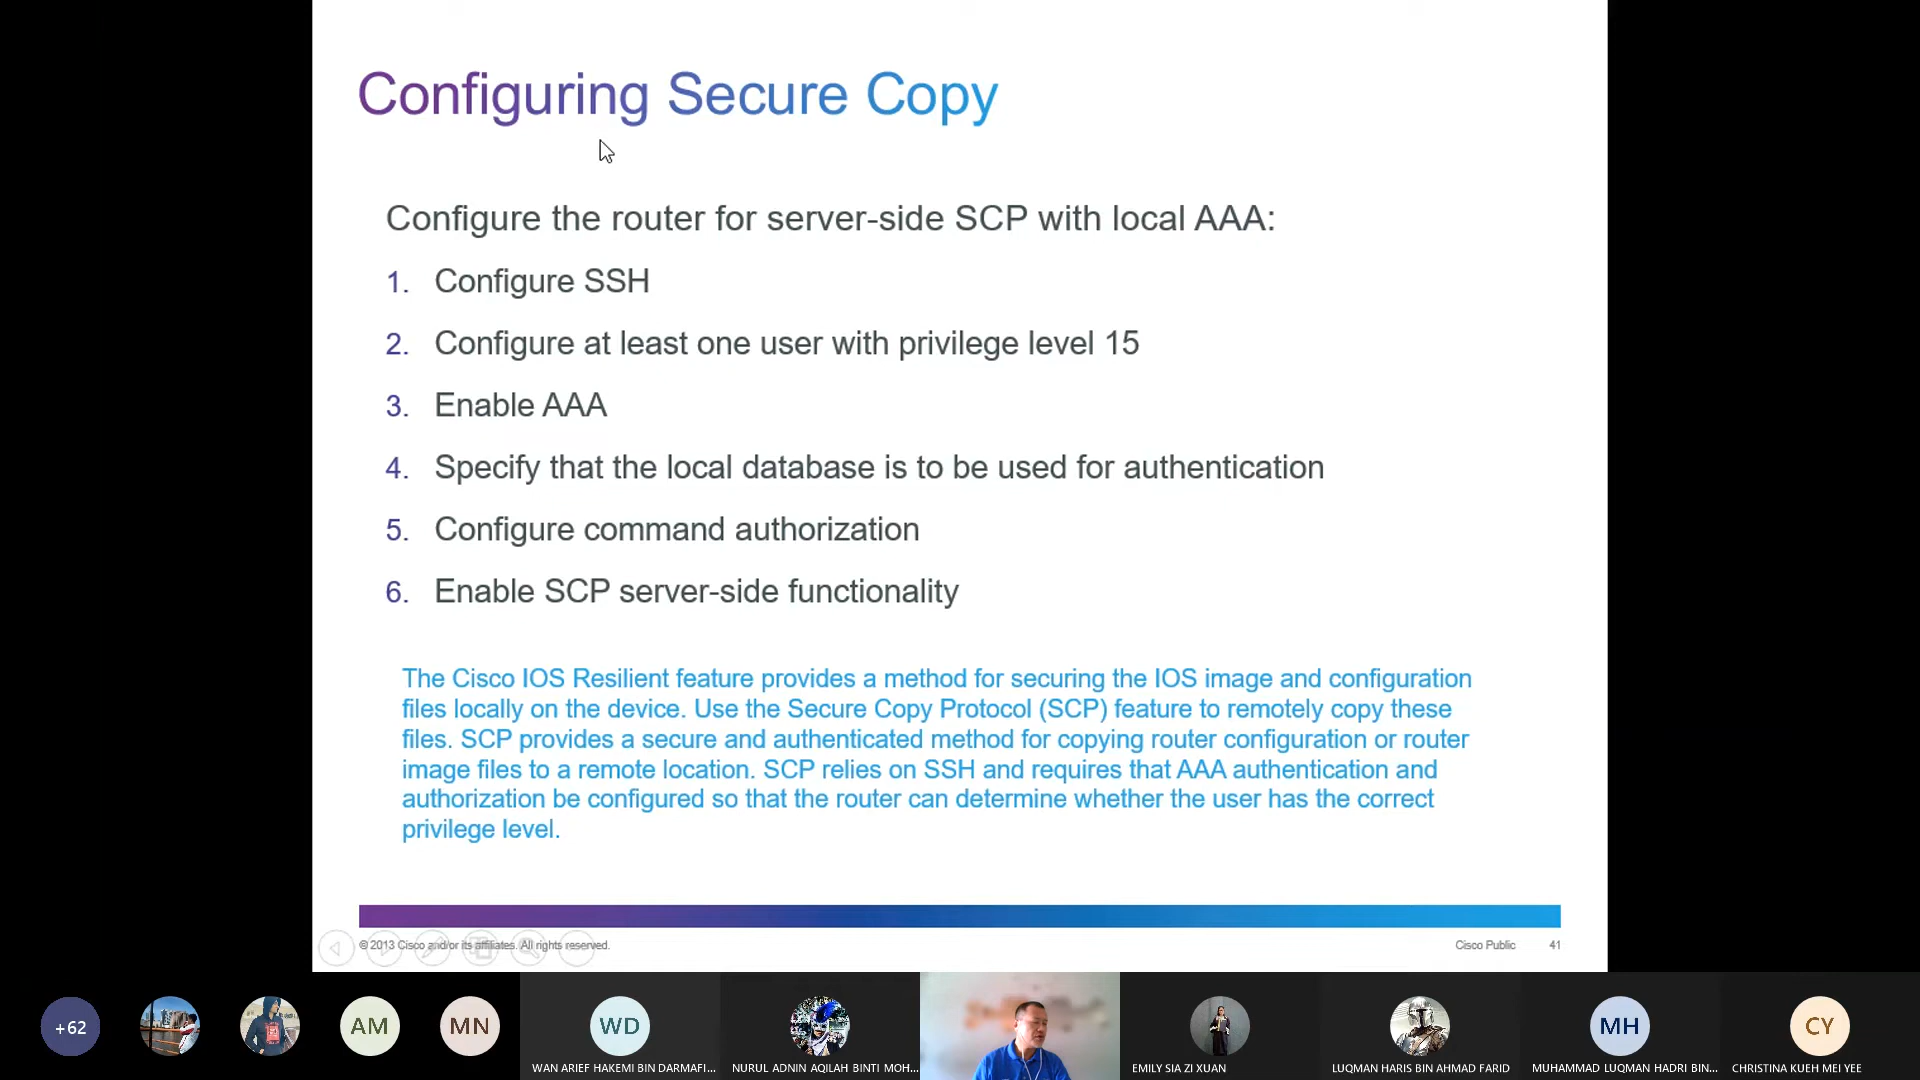 Configuring Secure Copy
Configure the router for server-side SCP with local AAA:
1. Configure SSH
2. Configure at least one user with privilege level 15
3. Enable AAA
4. Specify that the local database is to be used for authentication
5. Configure command authorization
6. Enable SCP server-side functionality
The Cisco IOS Resilient feature provides a method for securing the IOS image and configuration
files locally on the device. Use the Secure Copy Protocol (SCP) feature to remotely copy these
files. SCP provides a secure and authenticated method for copying router configuration or router
image files to a remote location. SCP relies on SSH and requires that AAA authentication and
authorization be configured so that the router can determine whether the user has the correct
privilege level.
© 2013 Cisco and/or its affiliates. All rights reserved.
Cisco Public 41
+62
AM
MN
WD
MH
CY
WAN ARIEF HAKEMI BIN DARMAFI...
NURUL ADNIN AQILAH BINTI MOH...
EMILY SIA ZI XUAN
LUQMAN HARIS BIN AHMAD FARID
MUHAMMAD LUQMAN HADRI BIN...
CHRISTINA KUEH MEI YEE